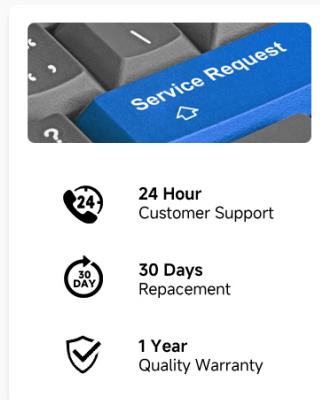 Service Request
24
24 Hour
Customer Support
30
DAY
30 Days
Repacement
1 Year
Quality Warranty